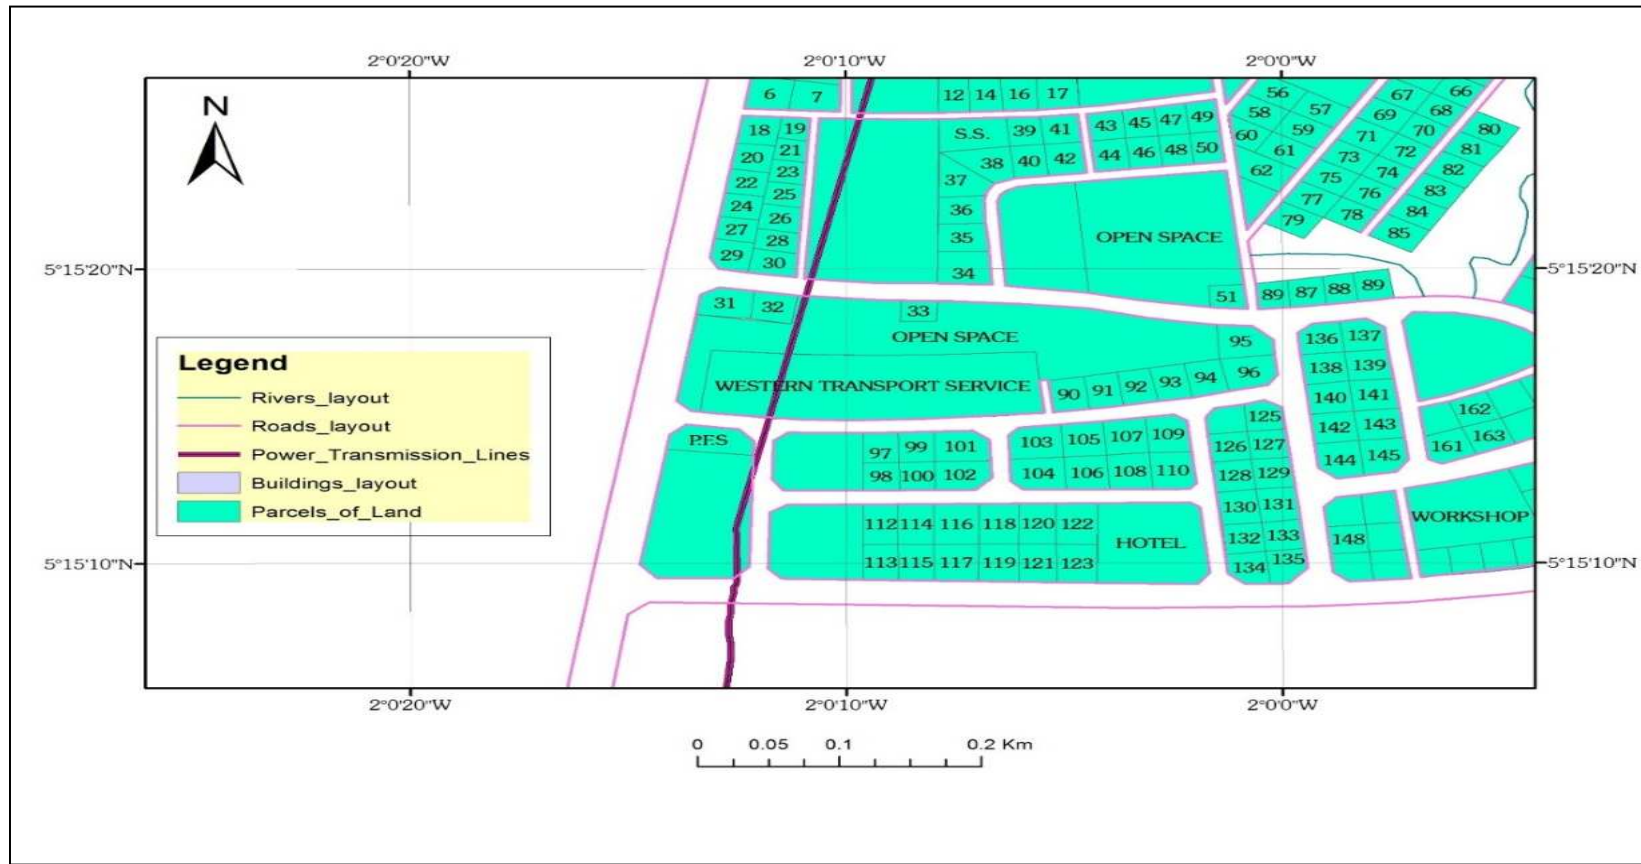 2°0'20"W 2°0'10"W 2°0'0"W
N
6 7 12 14 16 17 56 57 67 66
18 19 S.S. 39 41 43 45 47 49 58 59 69 68 80
20 21 38 40 42 44 46 48 50 60 61 71 70 81
22 23 37 62 73 72 82
24 25 36 75 74 83
27 26 35 OPEN SPACE 77 76 84
29 28 79 78 85
30 34
5°15'20"N 5°15'20"N
31 32 33 51 89 87 88 89
OPEN SPACE 95 136 137
WESTERN TRANSPORT SERVICE 90 91 92 93 94 96 138 139
140 141
P.F.S 97 99 101 103 105 107 109 125 142 143 162
98 100 102 104 106 108 110 126 127 144 145 161 163
128 129
112 114 116 118 120 122 HOTEL 130 131 WORKSHOP
113 115 117 119 121 123 132 133 148
134 135
5°15'10"N 5°15'10"N
Legend
Rivers_layout
Roads_layout
Power_Transmission_Lines
Buildings_layout
Parcels_of_Land
2°0'20"W 2°0'10"W 2°0'0"W
0 0.05 0.1 0.2 Km